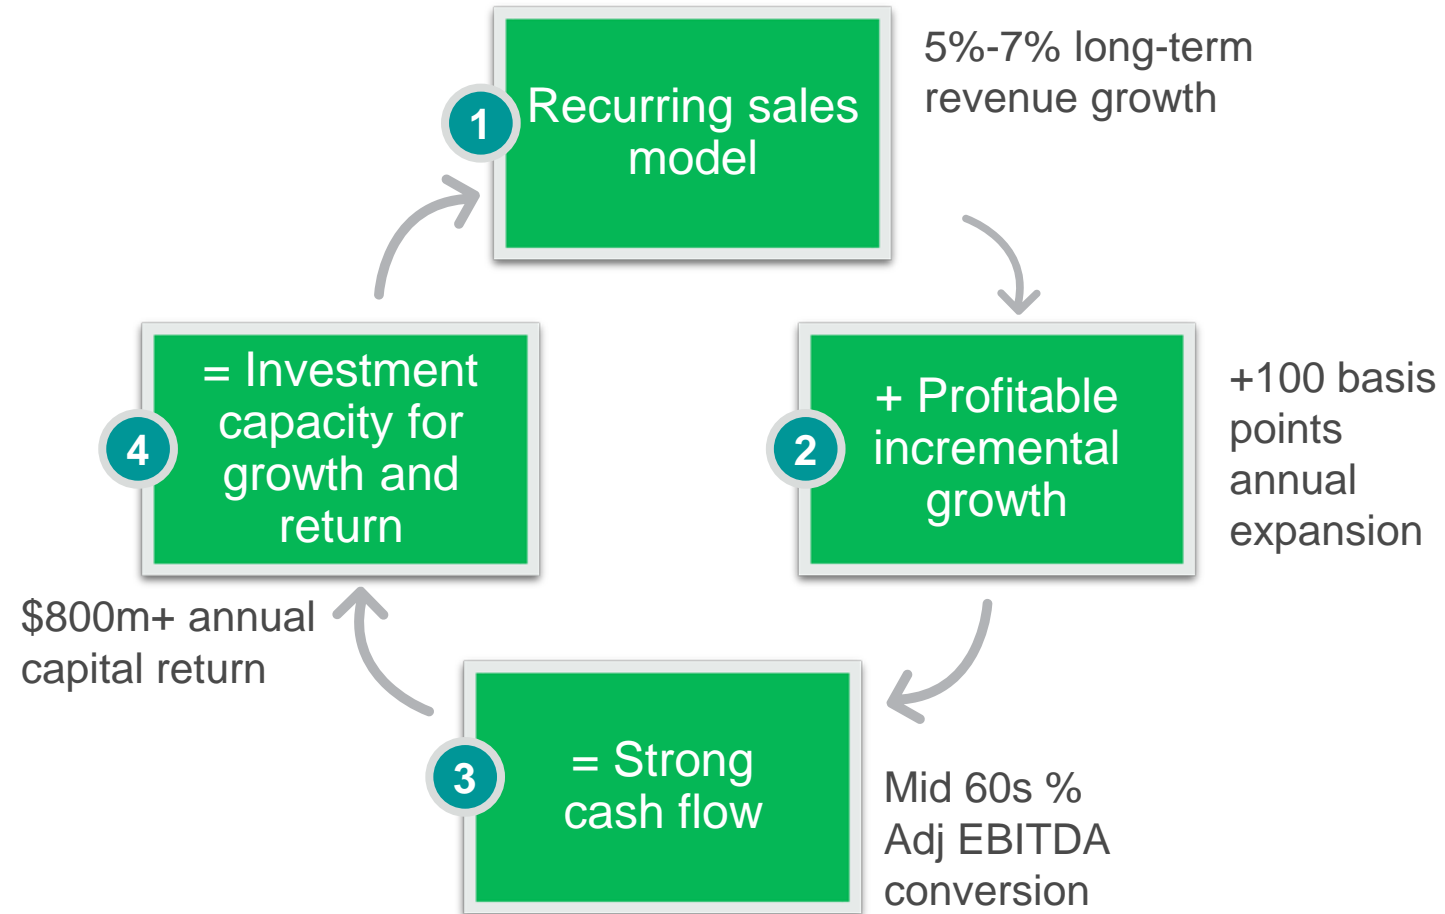 1
Recurring sales
model
5%-7% long-term
revenue growth
2
+ Profitable
incremental
growth
+100 basis
points
annual
expansion
3
= Strong
cash flow
Mid 60s %
Adj EBITDA
conversion
4
= Investment
capacity for
growth and
return
$800m+ annual
capital return